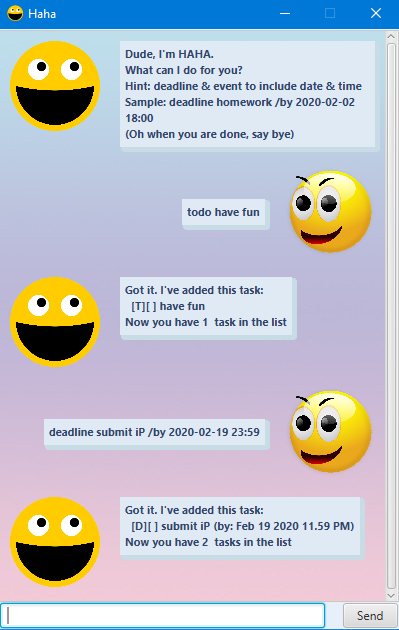 Haha
Dude, I'm HAHA.
What can I do for you?
Hint: deadline & event to include date & time
Sample: deadline homework /by 2020-02-02
18:00
(Oh when you are done, say bye)
todo have fun
Got it. I've added this task:
[T][ ] have fun
Now you have 1  task in the list
deadline submit iP /by 2020-02-19 23:59
Got it. I've added this task:
[D][ ] submit iP (by: Feb 19 2020 11.59 PM)
Now you have 2  tasks in the list
Send